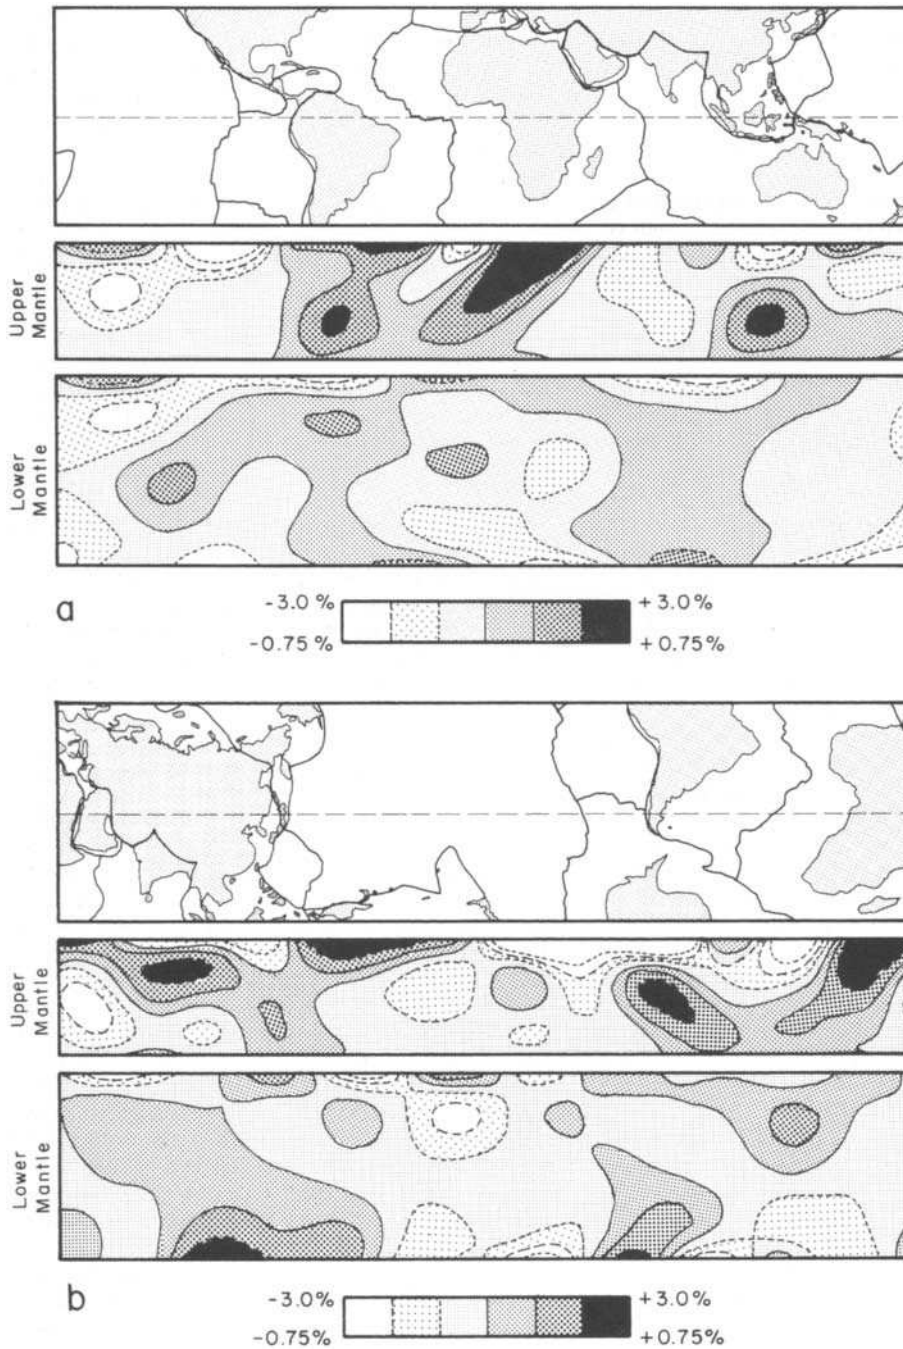 Upper
Mantle
Lower
Mantle
a
-3.0 %
+3.0 %
-0.75 %
+0.75%
Upper
Mantle
Lower
Mantle
b
-3.0 %
+3.0 %
-0.75%
+0.75%